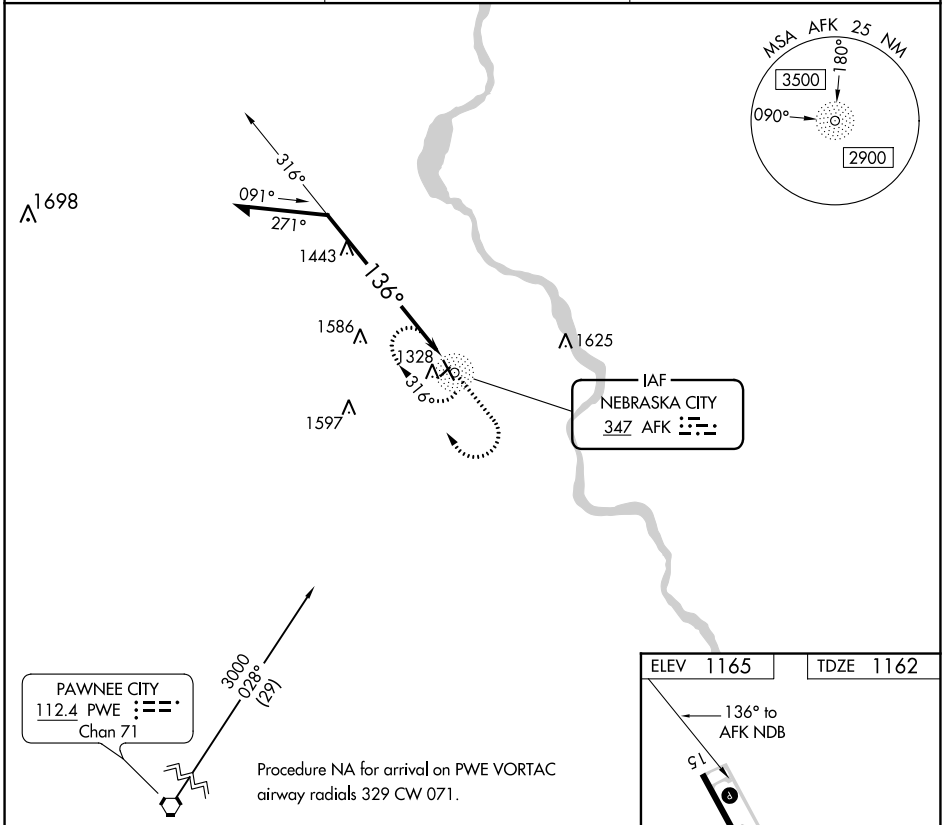 MSA AFK 25 NM
3500
180°
090°
2900
316°
1698
091°
271°
1443
136°
1586
1625
1328
316°
1597
IAF
NEBRASKA CITY
347 AFK
3000
028°
(29)
PAWNEE CITY
112.4 PWE
Chan 71
Procedure NA for arrival on PWE VORTAC
airway radials 329 CW 071.
ELEV 1165
TDZE 1162
136° to
AFK NDB
15
P